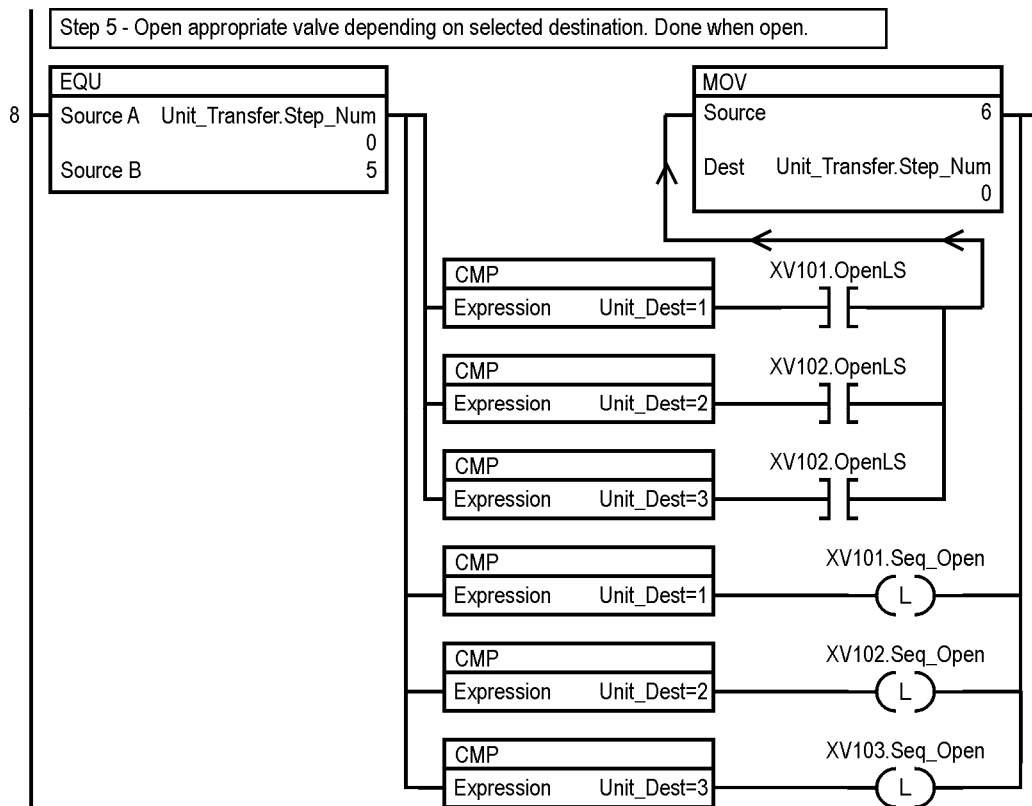 Step 5 - Open appropriate valve depending on selected destination. Done when open.
EQU
8
Source A Unit_Transfer.Step_Num
0
Source B 5
MOV
Source 6
Dest Unit_Transfer.Step_Num
0
CMP
Expression Unit_Dest=1
XV101.OpenLS
CMP
Expression Unit_Dest=2
XV102.OpenLS
CMP
Expression Unit_Dest=3
XV102.OpenLS
CMP
Expression Unit_Dest=1
XV101.Seq_Open
L
CMP
Expression Unit_Dest=2
XV102.Seq_Open
L
CMP
Expression Unit_Dest=3
XV103.Seq_Open
L